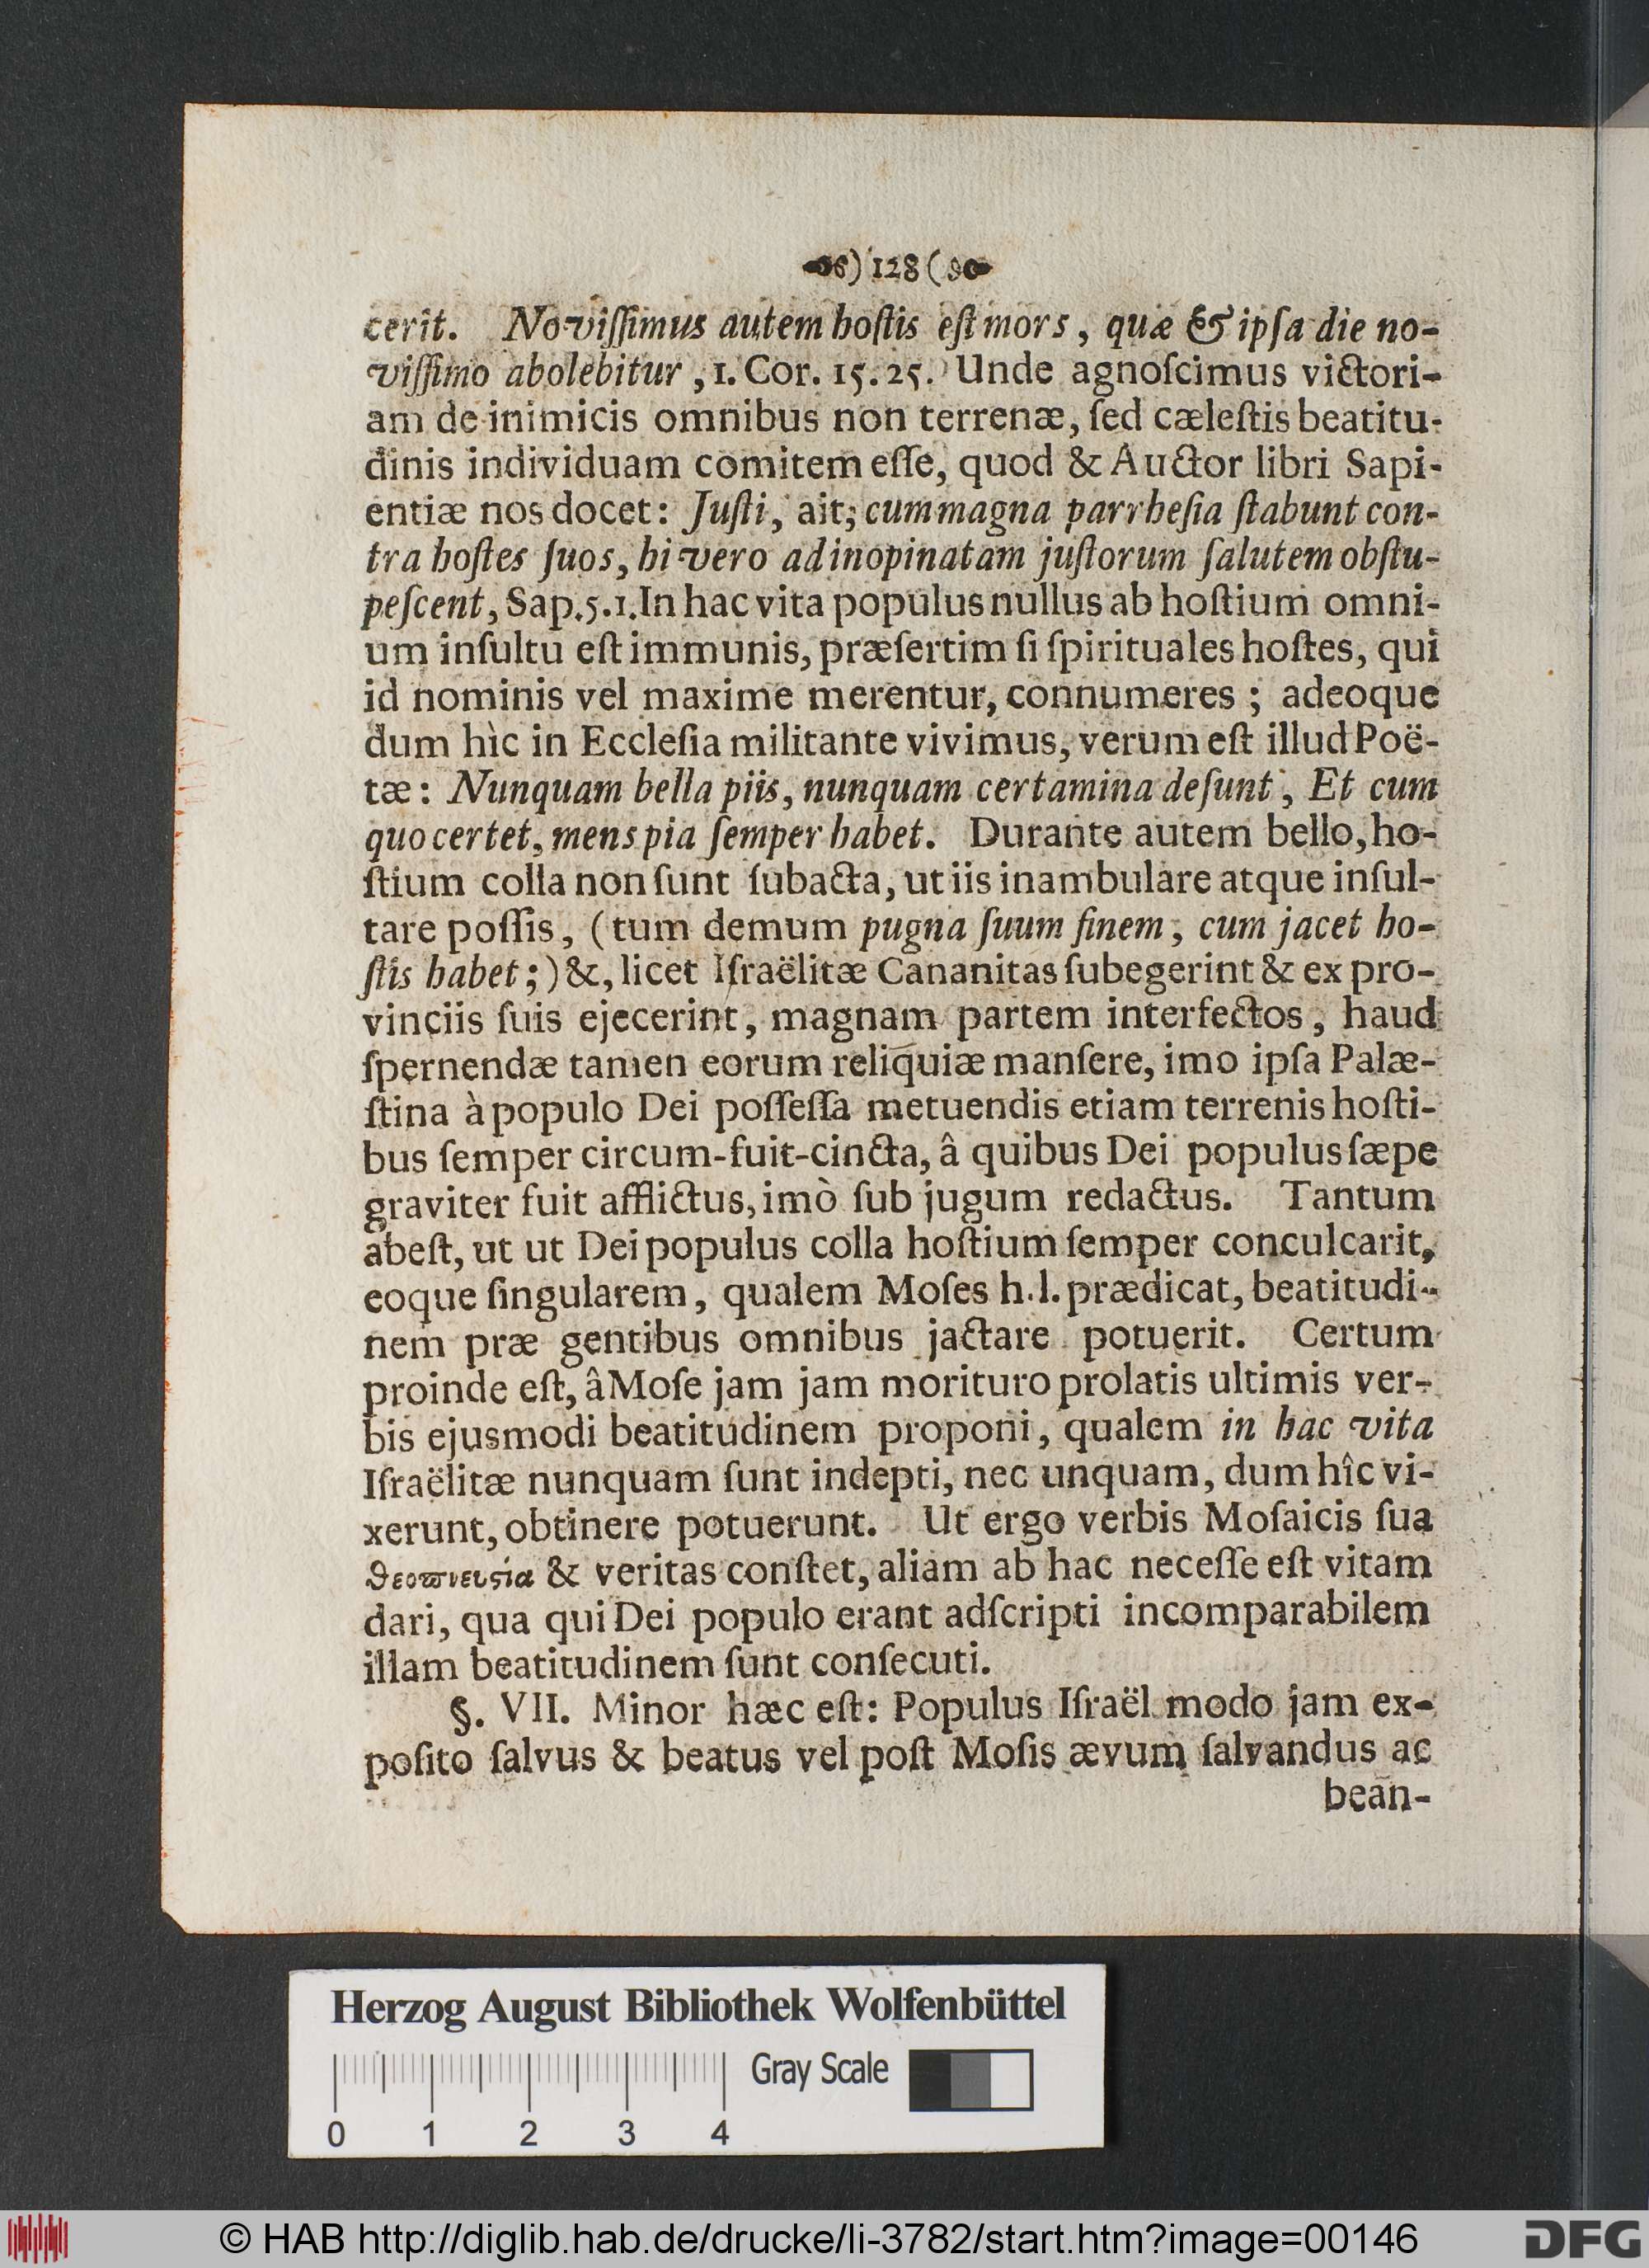 ) 128 (
cerit. Noviſſimus autem hoſtis eſt mors, quæ & ipſa die no-
viſſimo abolebitur, 1. Cor. 15. 25. Unde agnoſcimus victori-
am de inimicis omnibus non terrenæ, ſed cæleſtis beatitu-
dinis individuam comitem eſſe, quod & Auctor libri Sapi-
entiæ nos docet: Juſti, ait; cum magna parrheſia ſtabunt con-
tra hoſtes ſuos, hi vero ad inopinatam juſtorum ſalutem obſtu-
peſcent, Sap. 5. 1. In hac vita populus nullus ab hoſtium omni-
um inſultu eſt immunis, præſertim ſi ſpirituales hoſtes, qui
id nominis vel maxime merentur, connumeres ; adeoque
dum hìc in Eccleſia militante vivimus, verum eſt illud Poë-
tæ: Nunquam bella piis, nunquam certamina deſunt, Et cum
quo certet, mens pia ſemper habet. Durante autem bello, ho-
ſtium colla non ſunt ſubacta, ut iis inambulare atque inſul-
tare poſſis, (tum demum pugna ſuum finem, cum jacet ho-
ſtis habet;) &, licet Iſraëlitæ Cananitas ſubegerint & ex pro-
vinciis ſuis ejecerint, magnam partem interfectos, haud
ſpernendæ tamen eorum reliquiæ manſere, imo ipſa Palæ-
ſtina à populo Dei poſſeſſa metuendis etiam terrenis hoſti-
bus ſemper circum-fuit-cincta, â quibus Dei populus ſæpe
graviter fuit afflictus, imò ſub jugum redactus. Tantum
abeſt, ut ut Dei populus colla hoſtium ſemper conculcarit,
eoque ſingularem, qualem Moſes h. l. prædicat, beatitudi-
nem præ gentibus omnibus jactare potuerit. Certum
proinde eſt, â Moſe jam jam morituro prolatis ultimis ver-
bis ejusmodi beatitudinem proponi, qualem in hac vita
Iſraëlitæ nunquam ſunt indepti, nec unquam, dum hîc vi-
xerunt, obtinere potuerunt. Ut ergo verbis Moſaicis ſua
θεοπνευςία & veritas conſtet, aliam ab hac neceſſe eſt vitam
dari, qua qui Dei populo erant adſcripti incomparabilem
illam beatitudinem ſunt conſecuti.
§. VII. Minor hæc eſt: Populus Iſraël modo jam ex-
poſito ſalvus & beatus vel poſt Moſis ævum ſalvandus ac
bean-
Herzog August Bibliothek Wolfenbüttel
Gray Scale
0 1 2 3 4
© HAB http://diglib.hab.de/drucke/li-3782/start.htm?image=00146
DFG